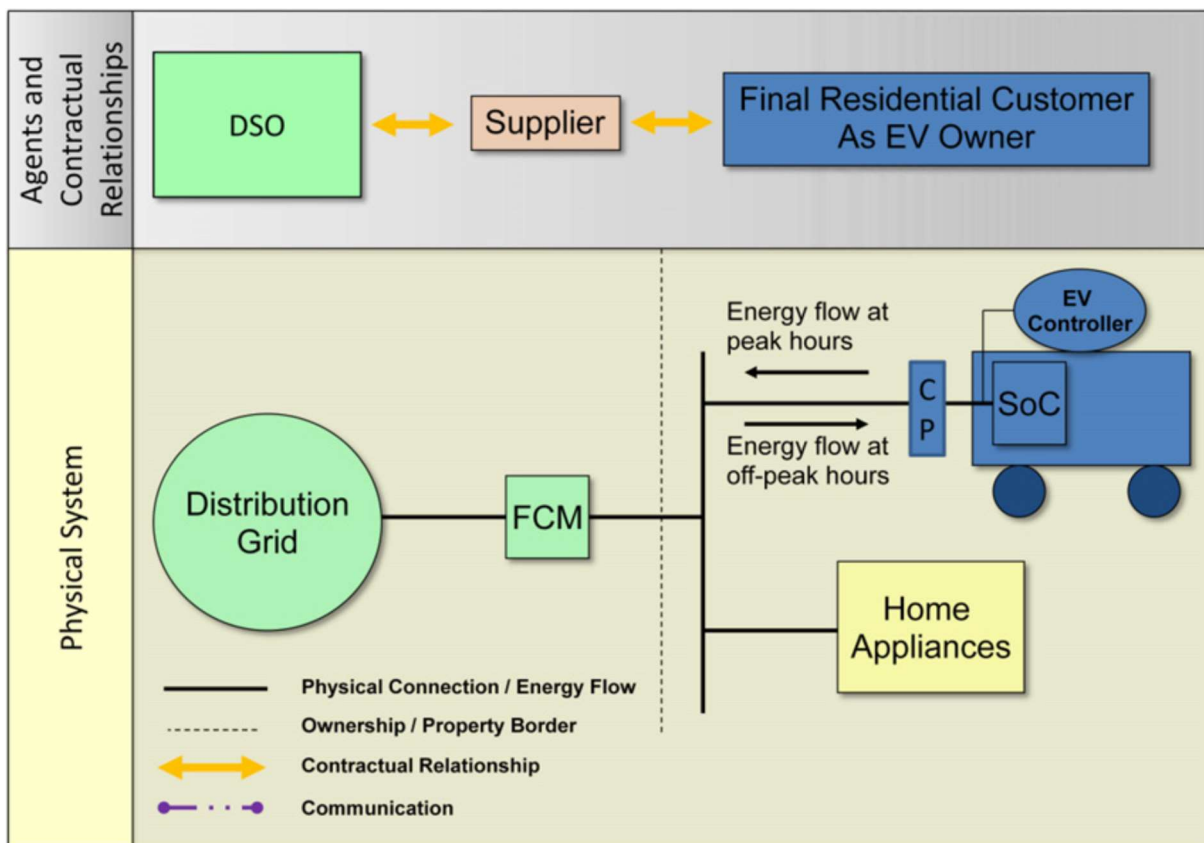 Agents and
Contractual
Relationships
DSO
Supplier
Final Residential Customer
As EV Owner
Physical System
Energy flow at
peak hours
EV
Controller
C
P
SoC
Energy flow at
off-peak hours
Distribution
Grid
FCM
Home
Appliances
Physical Connection / Energy Flow
Ownership / Property Border
Contractual Relationship
Communication